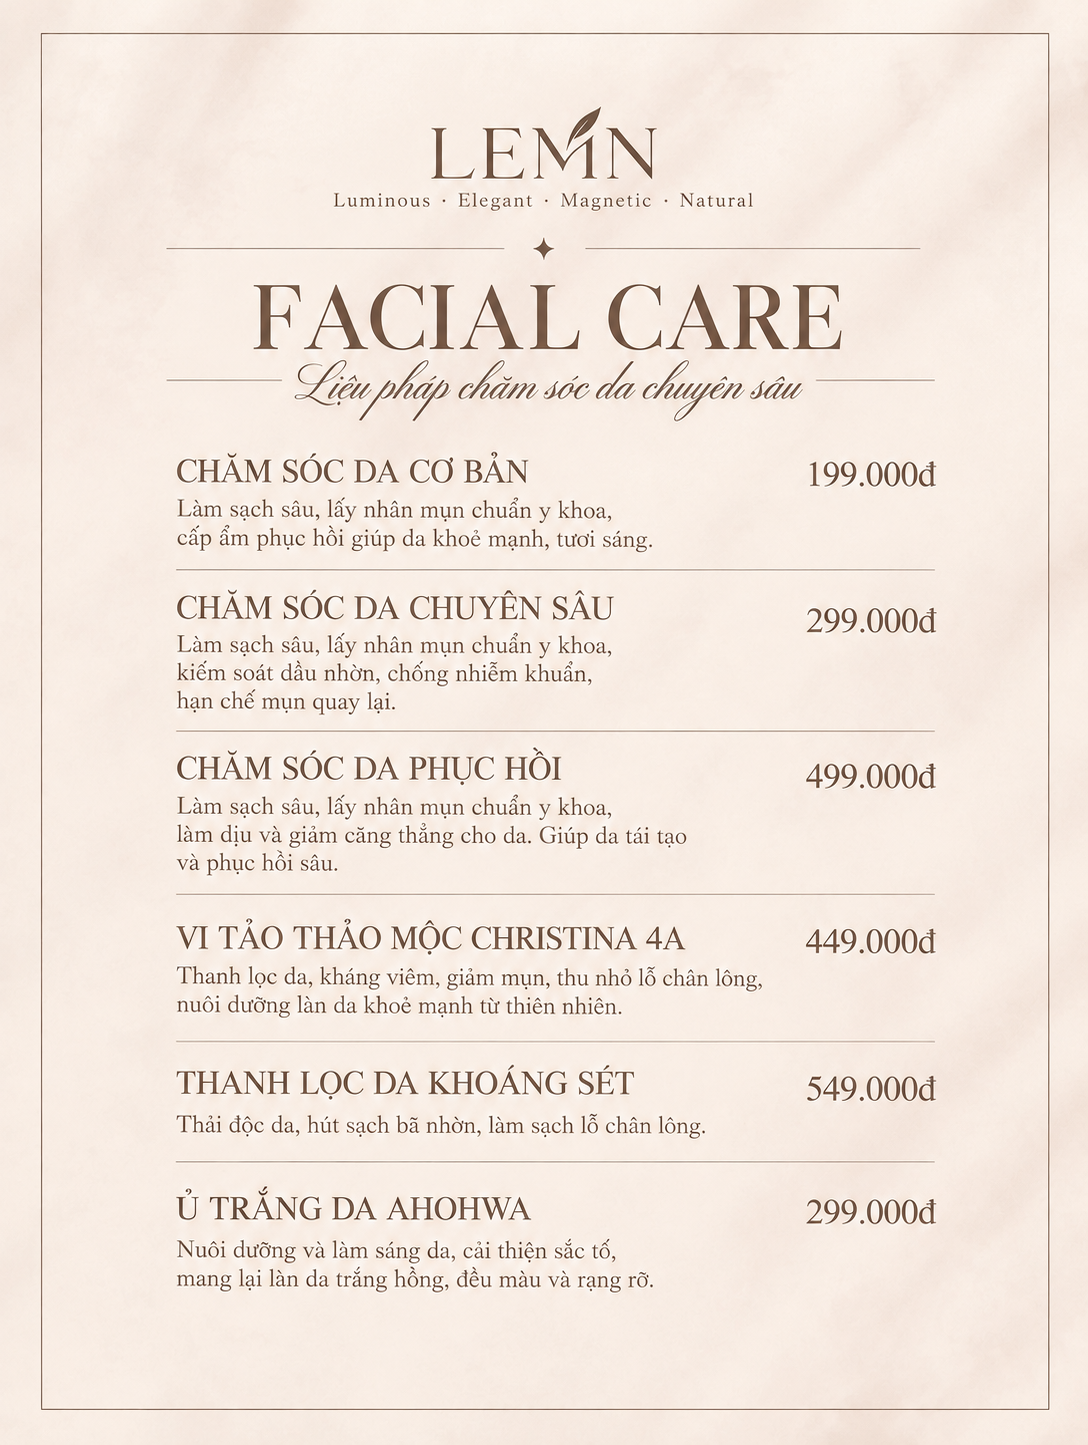 LEMN
Luminous · Elegant · Magnetic · Natural
FACIAL CARE
Liệu pháp chăm sóc da chuyên sâu
CHĂM SÓC DA CƠ BẢN 199.000đ
Làm sạch sâu, lấy nhân mụn chuẩn y khoa,
cấp ẩm phục hồi giúp da khoẻ mạnh, tươi sáng.
CHĂM SÓC DA CHUYÊN SÂU 299.000đ
Làm sạch sâu, lấy nhân mụn chuẩn y khoa,
kiếm soát dầu nhờn, chống nhiễm khuẩn,
hạn chế mụn quay lại.
CHĂM SÓC DA PHỤC HỒI 499.000đ
Làm sạch sâu, lấy nhân mụn chuẩn y khoa,
làm dịu và giảm căng thẳng cho da. Giúp da tái tạo
và phục hồi sâu.
VI TẢO THẢO MỘC CHRISTINA 4A 449.000đ
Thanh lọc da, kháng viêm, giảm mụn, thu nhỏ lỗ chân lông,
nuôi dưỡng làn da khoẻ mạnh từ thiên nhiên.
THANH LỌC DA KHOÁNG SÉT 549.000đ
Thải độc da, hút sạch bã nhờn, làm sạch lỗ chân lông.
Ủ TRẮNG DA AHOHWA 299.000đ
Nuôi dưỡng và làm sáng da, cải thiện sắc tố,
mang lại làn da trắng hồng, đều màu và rạng rỡ.